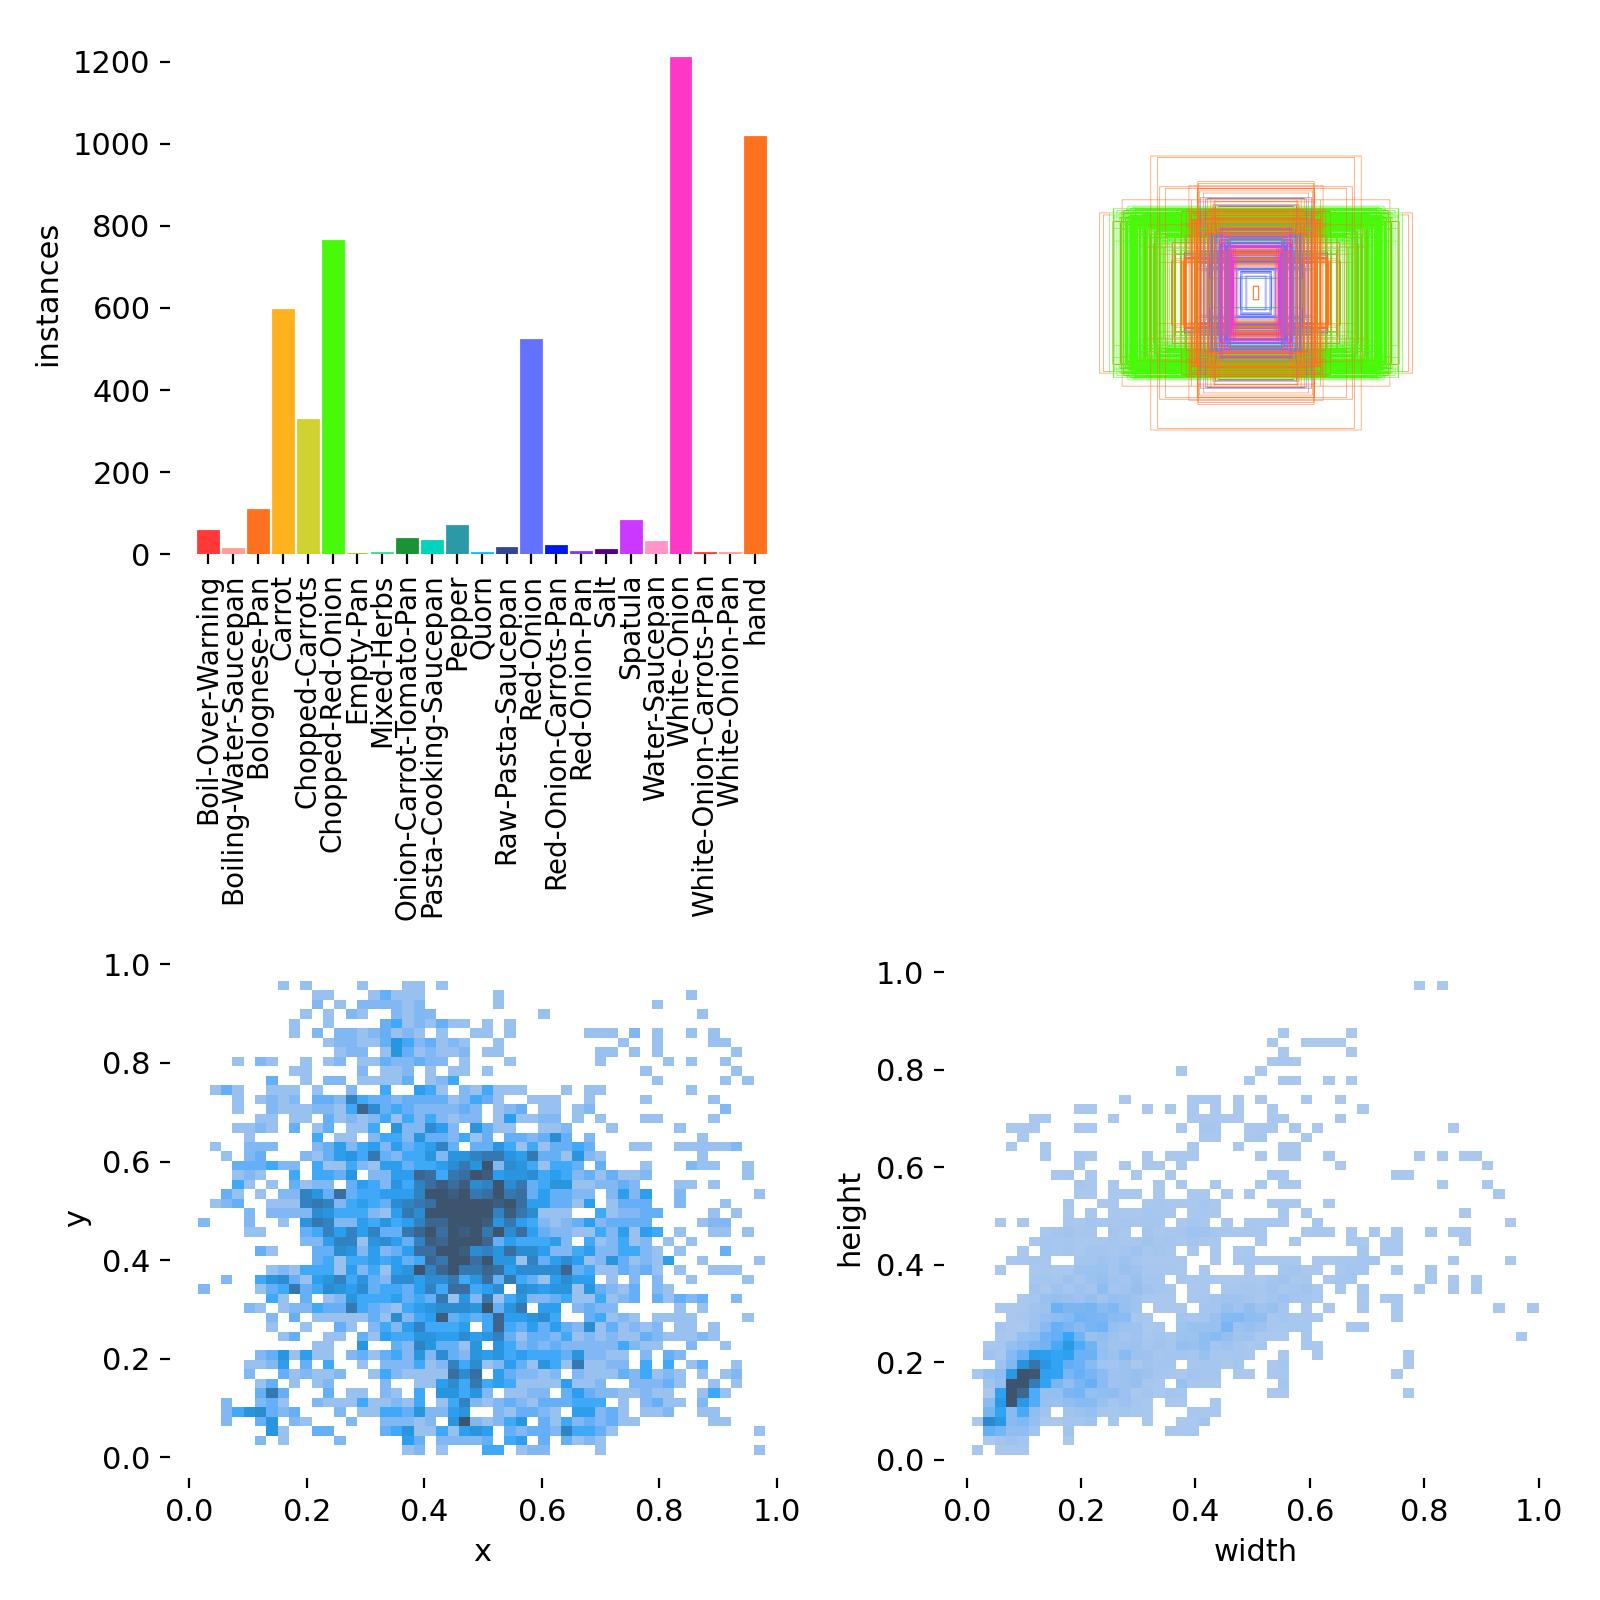 1200
1000
800
600
400
200
0
instances
Boil-Over-Warning
Boiling-Water-Saucepan
Bolognese-Pan
Carrot
Chopped-Carrots
Chopped-Red-Onion
Empty-Pan
Mixed-Herbs
Onion-Carrot-Tomato-Pan
Pasta-Cooking-Saucepan
Pepper
Quorn
Raw-Pasta-Saucepan
Red-Onion
Red-Onion-Carrots-Pan
Red-Onion-Pan
Salt
Spatula
Water-Saucepan
White-Onion
White-Onion-Carrots-Pan
White-Onion-Pan
hand
1.0
0.8
0.6
0.4
0.2
0.0
y
0.0 0.2 0.4 0.6 0.8 1.0
x
1.0
0.8
0.6
0.4
0.2
0.0
height
0.0 0.2 0.4 0.6 0.8 1.0
width